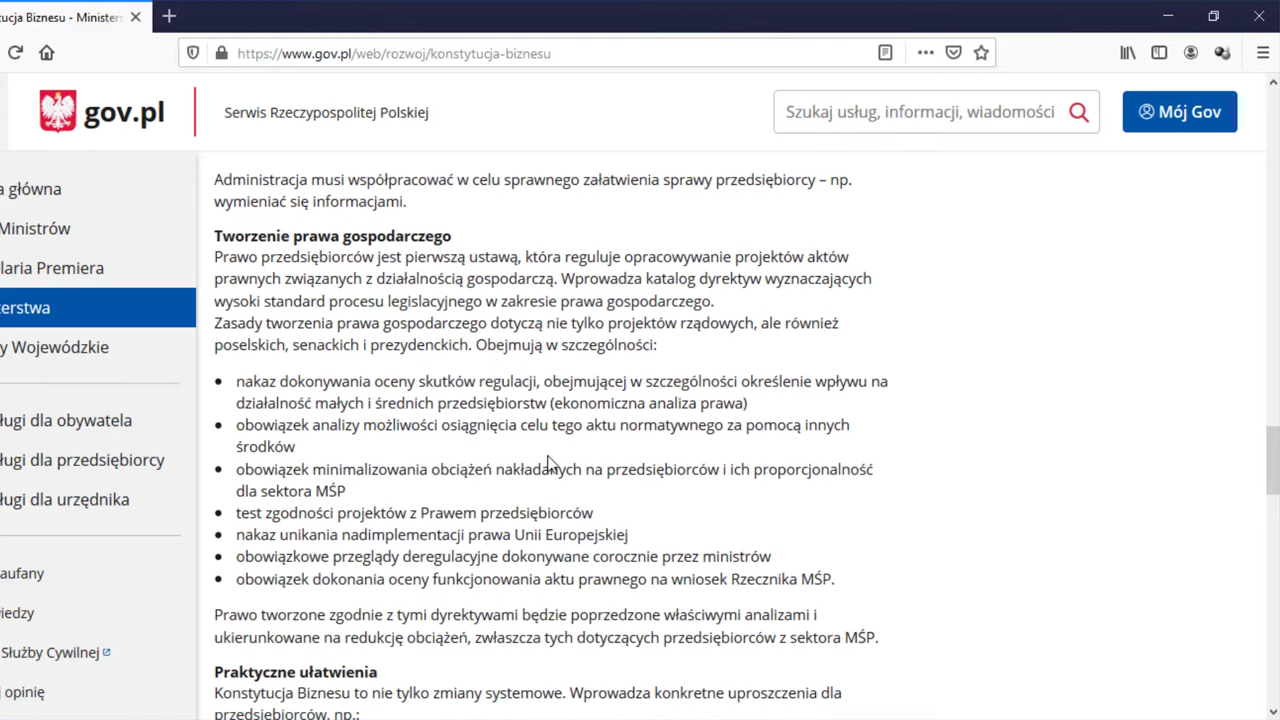 ucja Biznesu - Minister
https://www.gov.pl/web/rozwoj/konstytucja-biznesu
gov.pl
Serwis Rzeczypospolitej Polskiej
Szukaj usług, informacji, wiadomości
Mój Gov
a główna
Ministrów
laria Premiera
terstwa
y Wojewódzkie
ługi dla obywatela
ługi dla przedsiębiorcy
ługi dla urzędnika
aufany
iedzy
Służby Cywilnej
j opinię
Administracja musi współpracować w celu sprawnego załatwienia sprawy przedsiębiorcy – np.
wymieniać się informacjami.
Tworzenie prawa gospodarczego
Prawo przedsiębiorców jest pierwszą ustawą, która reguluje opracowywanie projektów aktów
prawnych związanych z działalnością gospodarczą. Wprowadza katalog dyrektyw wyznaczających
wysoki standard procesu legislacyjnego w zakresie prawa gospodarczego.
Zasady tworzenia prawa gospodarczego dotyczą nie tylko projektów rządowych, ale również
poselskich, senackich i prezydenckich. Obejmują w szczególności:
• nakaz dokonywania oceny skutków regulacji, obejmującej w szczególności określenie wpływu na
działalność małych i średnich przedsiębiorstw (ekonomiczna analiza prawa)
• obowiązek analizy możliwości osiągnięcia celu tego aktu normatywnego za pomocą innych
środków
• obowiązek minimalizowania obciążeń nakładanych na przedsiębiorców i ich proporcjonalność
dla sektora MŚP
• test zgodności projektów z Prawem przedsiębiorców
• nakaz unikania nadimplementacji prawa Unii Europejskiej
• obowiązkowe przeglądy deregulacyjne dokonywane corocznie przez ministrów
• obowiązek dokonania oceny funkcjonowania aktu prawnego na wniosek Rzecznika MŚP.
Prawo tworzone zgodnie z tymi dyrektywami będzie poprzedzone właściwymi analizami i
ukierunkowane na redukcję obciążeń, zwłaszcza tych dotyczących przedsiębiorców z sektora MŚP.
Praktyczne ułatwienia
Konstytucja Biznesu to nie tylko zmiany systemowe. Wprowadza konkretne uproszczenia dla
przedsiębiorców, np.: